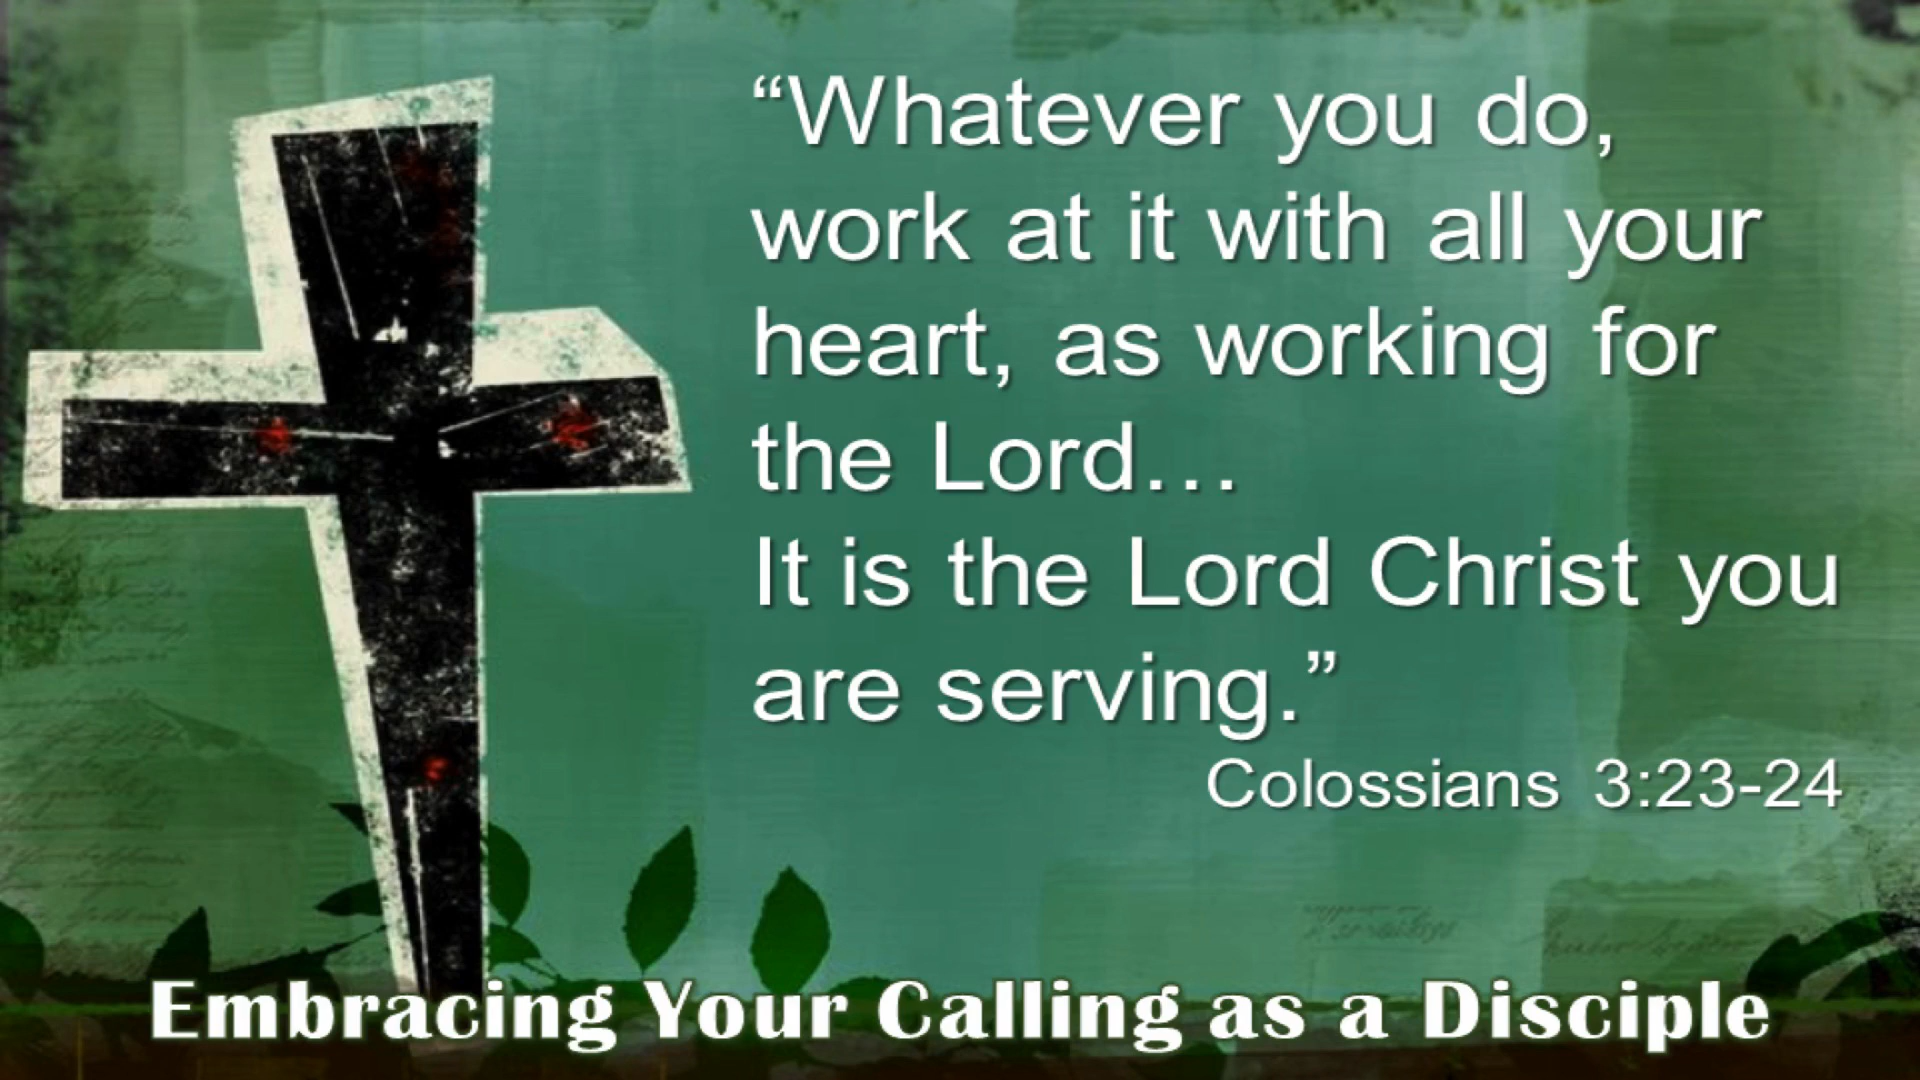 “Whatever you do,
work at it with all your
heart, as working for
the Lord…
It is the Lord Christ you
are serving.”
Colossians 3:23-24
Embracing Your Calling as a Disciple